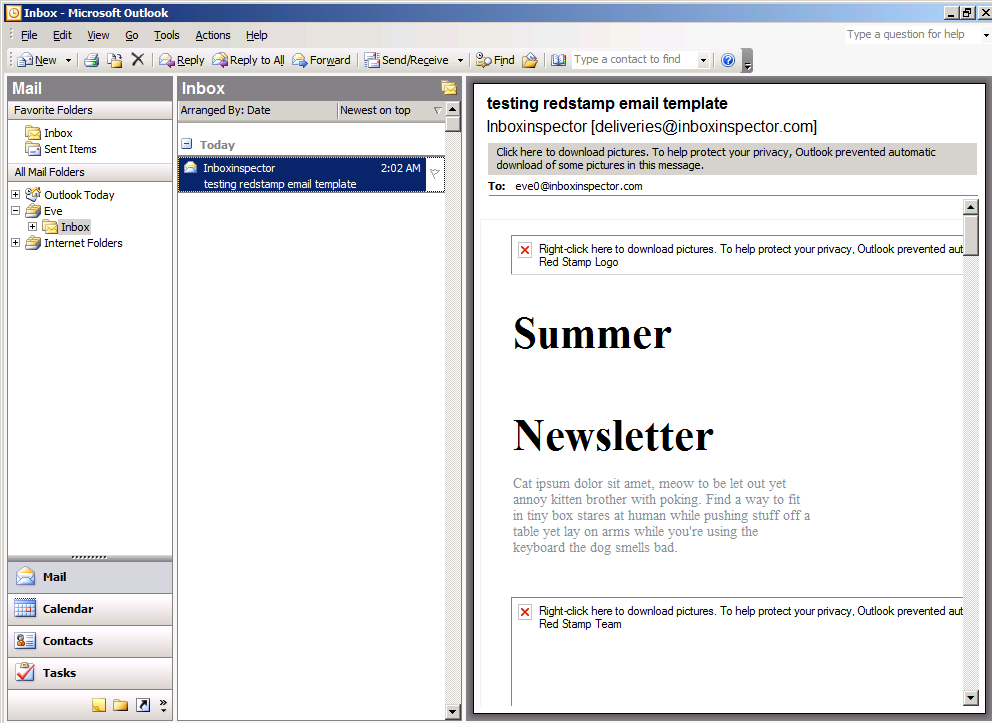 Inbox - Microsoft Outlook
File Edit View Go Tools Actions Help
Type a question for help
New Reply Reply to All Forward Send/Receive Find Type a contact to find
Mail
Favorite Folders
Inbox
Sent Items
All Mail Folders
Outlook Today
Eve
Inbox
Internet Folders
Mail
Calendar
Contacts
Tasks
Inbox
Arranged By: Date Newest on top
Today
Inboxinspector 2:02 AM
testing redstamp email template
testing redstamp email template
Inboxinspector [deliveries@inboxinspector.com]
Click here to download pictures. To help protect your privacy, Outlook prevented automatic
download of some pictures in this message.
To: eve0@inboxinspector.com
Right-click here to download pictures. To help protect your privacy, Outlook prevented aut
Red Stamp Logo
Summer
Newsletter
Cat ipsum dolor sit amet, meow to be let out yet
annoy kitten brother with poking. Find a way to fit
in tiny box stares at human while pushing stuff off a
table yet lay on arms while you're using the
keyboard the dog smells bad.
Right-click here to download pictures. To help protect your privacy, Outlook prevented aut
Red Stamp Team